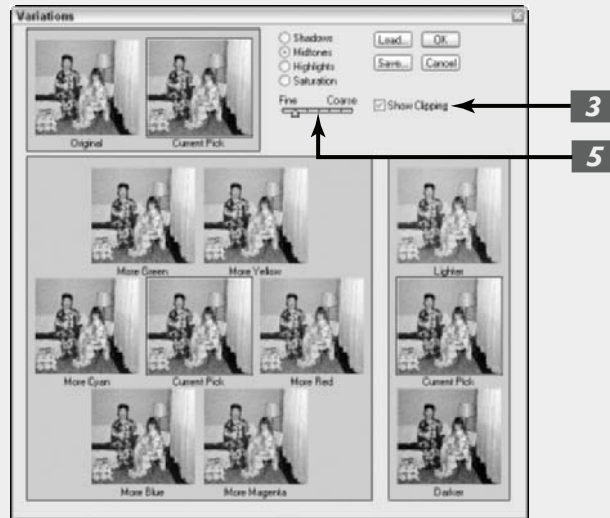 Variations
Shadows
Midtones
Highlights
Saturation
Load...
OK
Save...
Cancel
Fine
Coarse
Show Clipping
3
5
Original
Current Pick
More Green
More Yellow
Lighter
More Cyan
Current Pick
More Red
Current Pick
More Blue
More Magenta
Darker